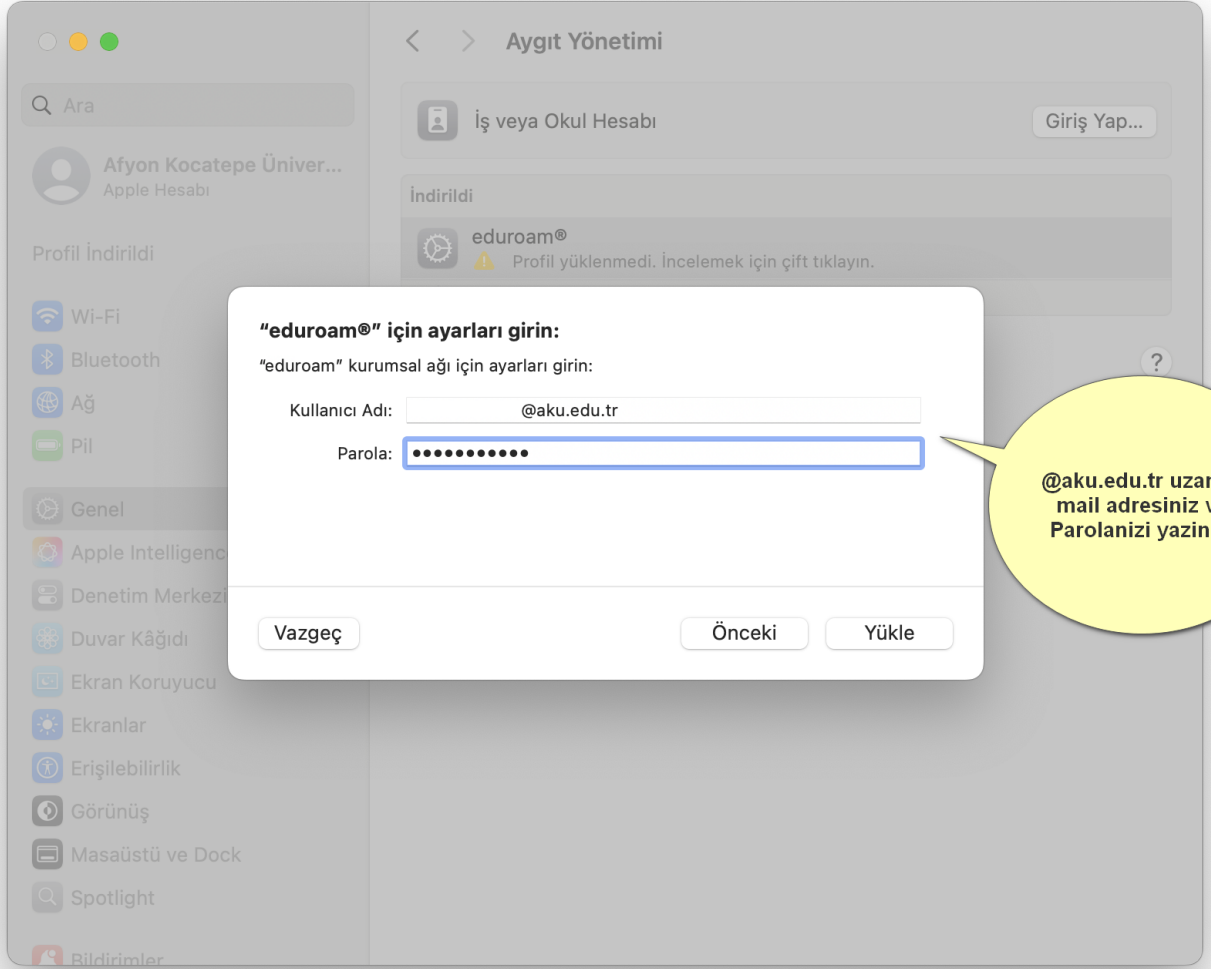 Aygıt Yönetimi
Ara
İş veya Okul Hesabı
Giriş Yap...
Afyon Kocatepe Üniver...
Apple Hesabı
İndirildi
eduroam®
Profil yüklenmedi. İncelemek için çift tıklayın.
Profil İndirildi
Wi-Fi
Bluetooth
Ağ
Pil
Genel
Apple Intelligenc
Denetim Merkezi
Duvar Kâğıdı
Ekran Koruyucu
Ekranlar
Erişilebilirlik
Görünüş
Masaüstü ve Dock
Spotlight
Bildirimler
“eduroam®” için ayarları girin:
“eduroam” kurumsal ağı için ayarları girin:
Kullanıcı Adı: @aku.edu.tr
Parola: •••••••••••
Vazgeç
Önceki
Yükle
?
@aku.edu.tr uzan
mail adresiniz v
Parolanizi yazin